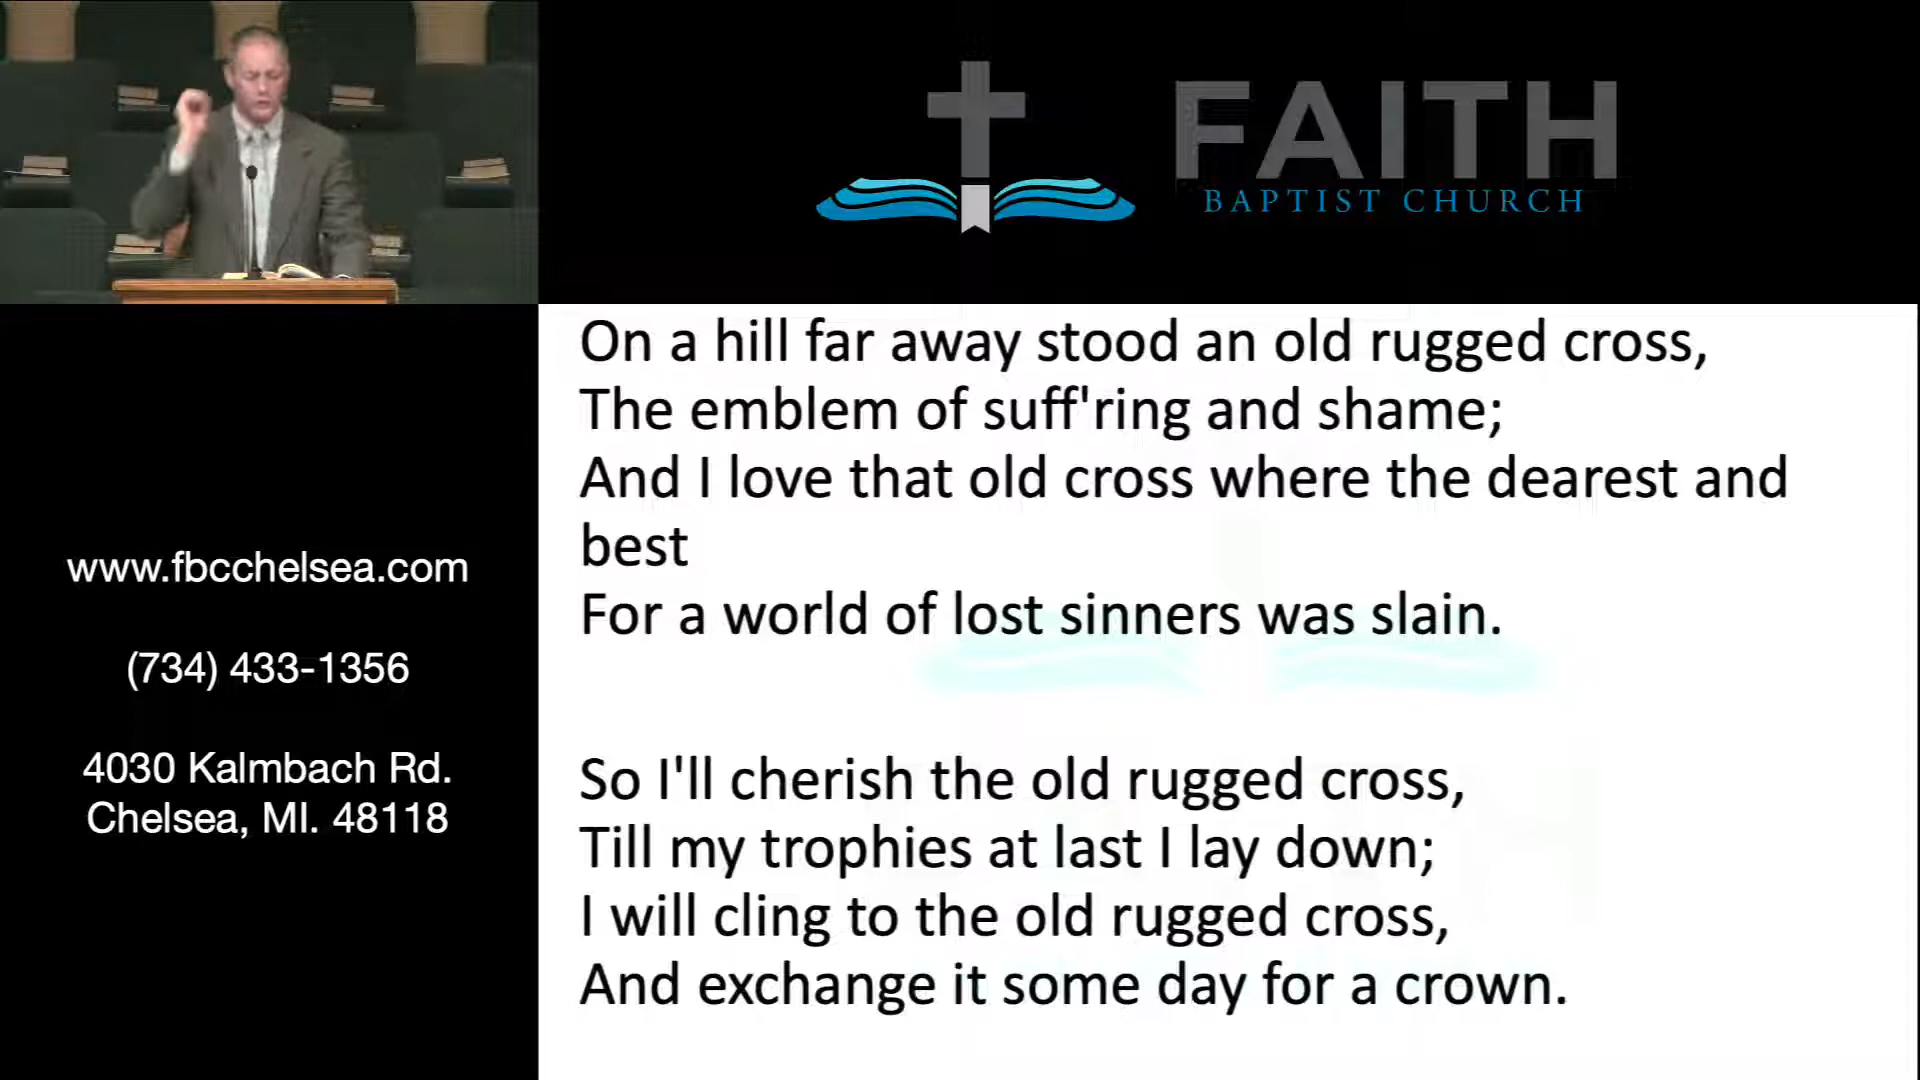 FAITH
BAPTIST CHURCH
On a hill far away stood an old rugged cross,
The emblem of suff'ring and shame;
And I love that old cross where the dearest and
best
For a world of lost sinners was slain.
So I'll cherish the old rugged cross,
Till my trophies at last I lay down;
I will cling to the old rugged cross,
And exchange it some day for a crown.
www.fbcchelsea.com
(734) 433-1356
4030 Kalmbach Rd.
Chelsea, MI. 48118